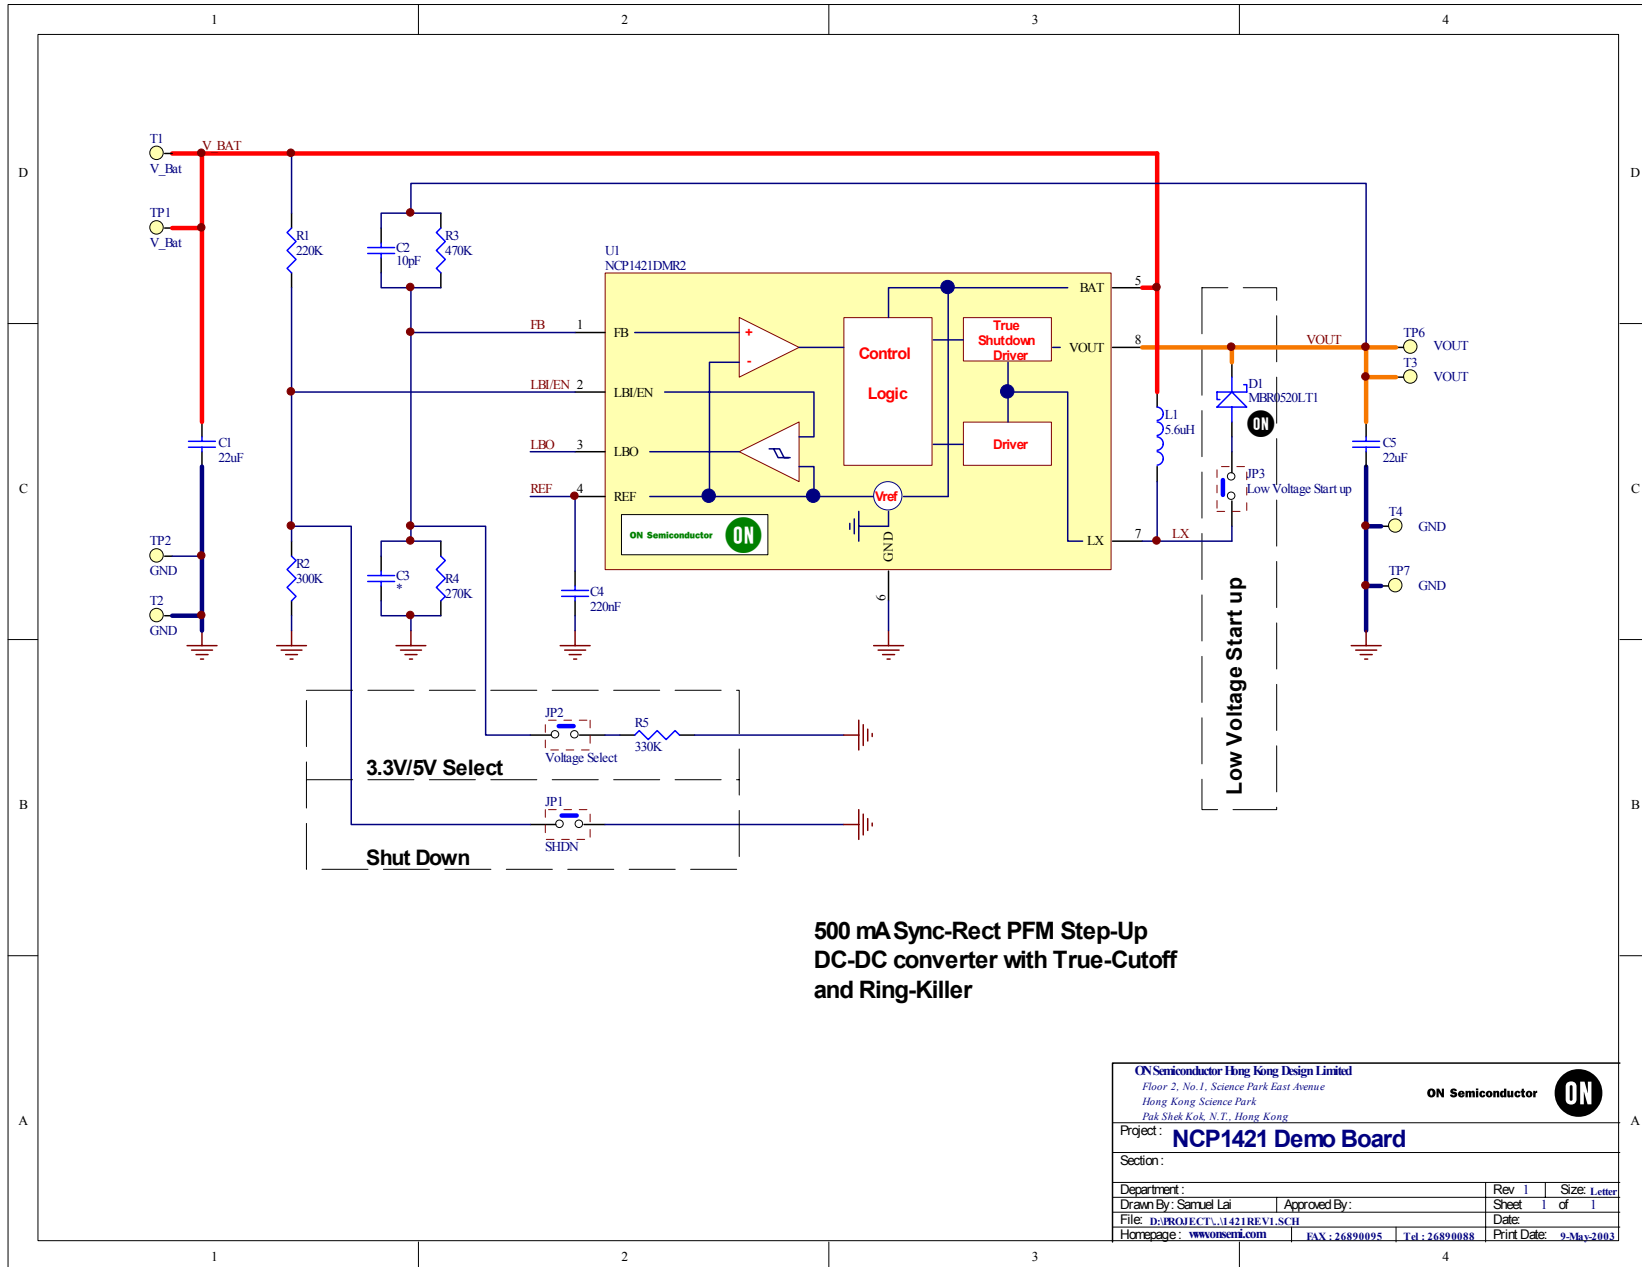 1 2 3 4
D D
T1
V_Bat
V_BAT
TP1
V_Bat
R1
220K
C2
10pF
R3
470K
U1
NCP1421DMR2
FB 1 FB
LBI/EN 2 LBI/EN
LBO 3 LBO
REF 4 REF
+
-
Control
Logic
True
Shutdown
Driver
Driver
Vref
GND
6
BAT 5
VOUT 8
LX 7 LX
ON Semiconductor ON
VOUT
TP6 VOUT
T3 VOUT
D1
MBR0520LT1
ON
L1
5.6uH
JP3
Low Voltage Start up
C1
22uF
C5
22uF
C C
TP2
GND
T2
GND
R2
300K
C3
*
R4
270K
C4
220nF
T4 GND
TP7 GND
Low Voltage Start up
JP2
Voltage Select
R5
330K
3.3V/5V Select
JP1
SHDN
Shut Down
B B
500 mA Sync-Rect PFM Step-Up
DC-DC converter with True-Cutoff
and Ring-Killer
A A
ON Semiconductor Hong Kong Design Limited
Floor 2, No.1, Science Park East Avenue
Hong Kong Science Park
Pak Shek Kok, N.T., Hong Kong
ON Semiconductor ON
Project : NCP1421 Demo Board
Section :
Department : Rev 1 Size: Letter
Drawn By : Samuel Lai Approved By : Sheet 1 of 1
File: D:\PROJECT\..\1421REV1.SCH Date:
Homepage : www.onsemi.com FAX : 26890095 Tel : 26890088 Print Date: 9-May-2003
1 2 3 4